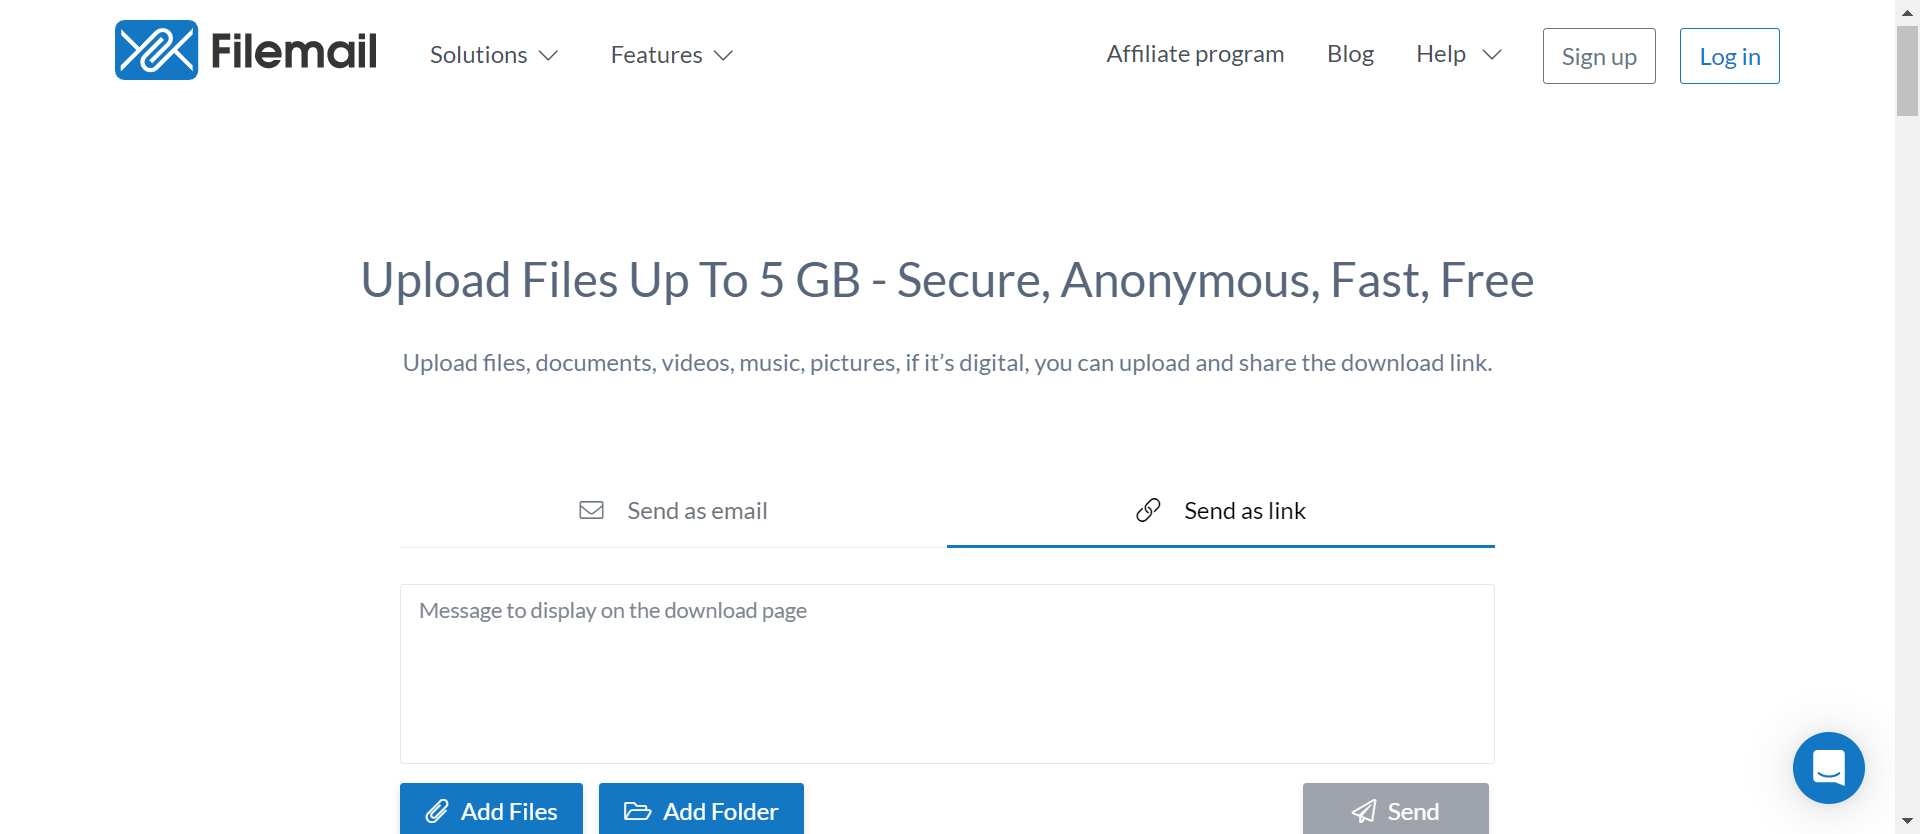 Filemail
Solutions
Features
Affiliate program
Blog
Help
Sign up
Log in
Upload Files Up To 5 GB - Secure, Anonymous, Fast, Free
Upload files, documents, videos, music, pictures, if it’s digital, you can upload and share the download link.
Send as email
Send as link
Message to display on the download page
Add Files
Add Folder
Send